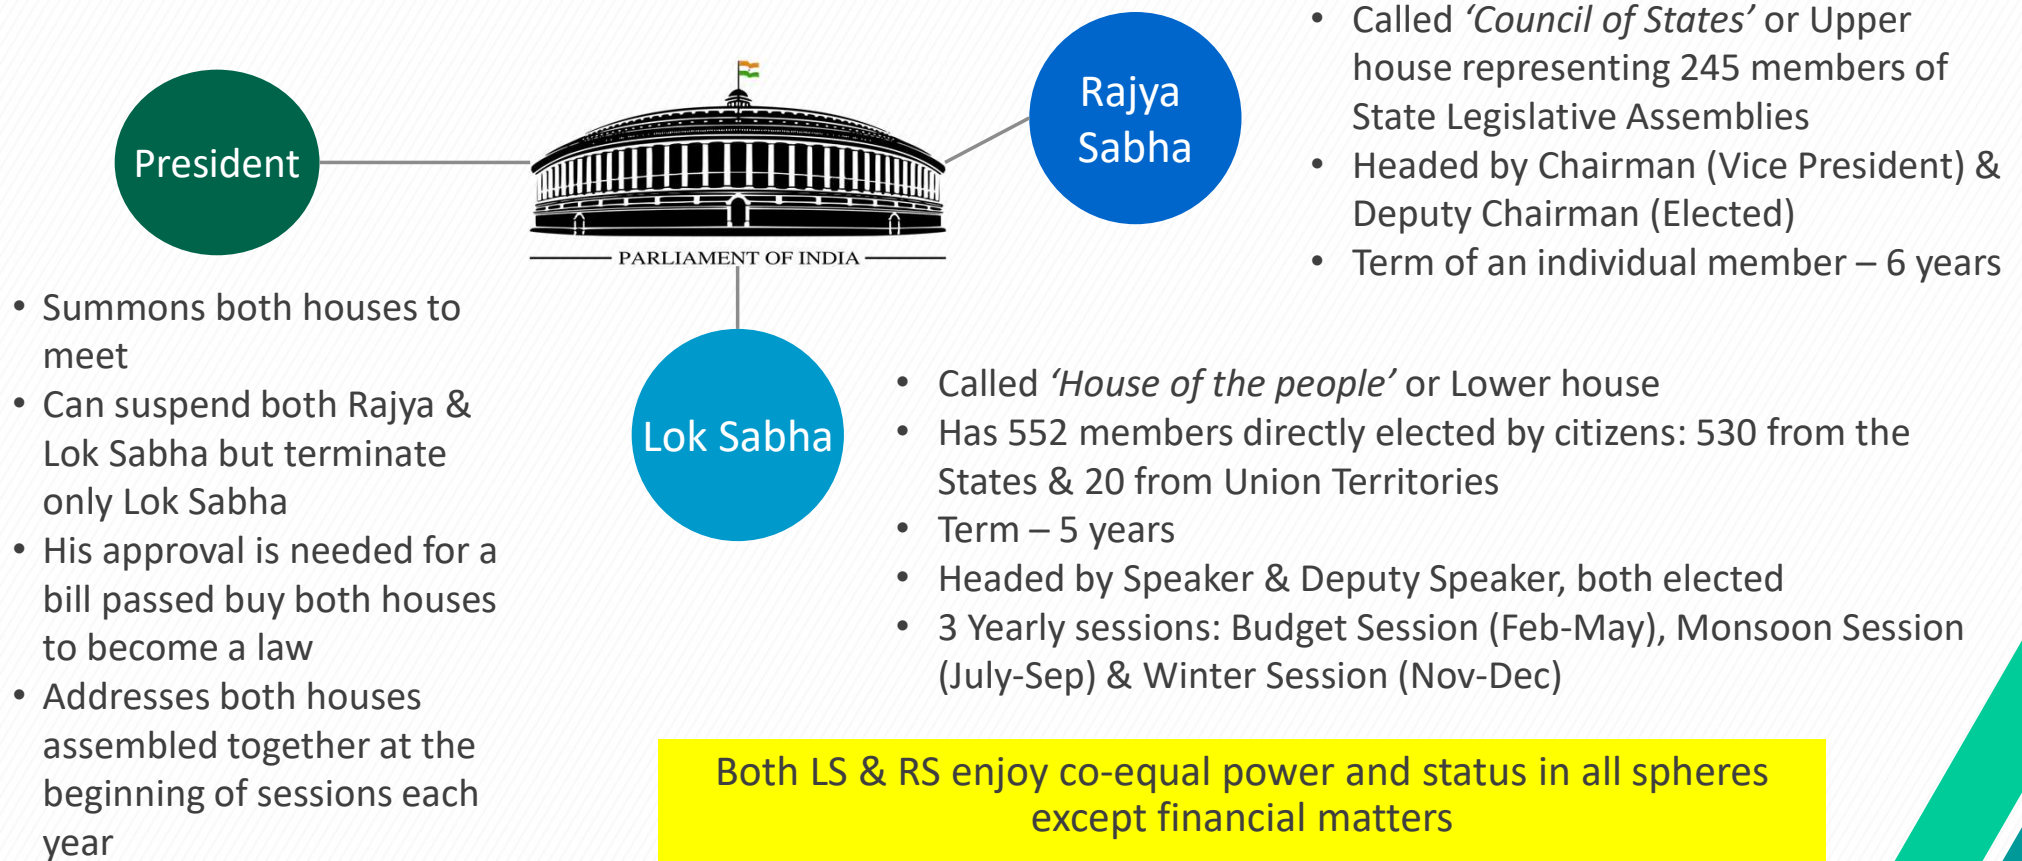 President
PARLIAMENT OF INDIA
Rajya
Sabha
• Called ‘Council of States’ or Upper
house representing 245 members of
State Legislative Assemblies
• Headed by Chairman (Vice President) &
Deputy Chairman (Elected)
• Term of an individual member – 6 years
• Summons both houses to
meet
• Can suspend both Rajya &
Lok Sabha but terminate
only Lok Sabha
• His approval is needed for a
bill passed buy both houses
to become a law
• Addresses both houses
assembled together at the
beginning of sessions each
year
Lok Sabha
• Called ‘House of the people’ or Lower house
• Has 552 members directly elected by citizens: 530 from the
States & 20 from Union Territories
• Term – 5 years
• Headed by Speaker & Deputy Speaker, both elected
• 3 Yearly sessions: Budget Session (Feb-May), Monsoon Session
(July-Sep) & Winter Session (Nov-Dec)
Both LS & RS enjoy co-equal power and status in all spheres
except financial matters